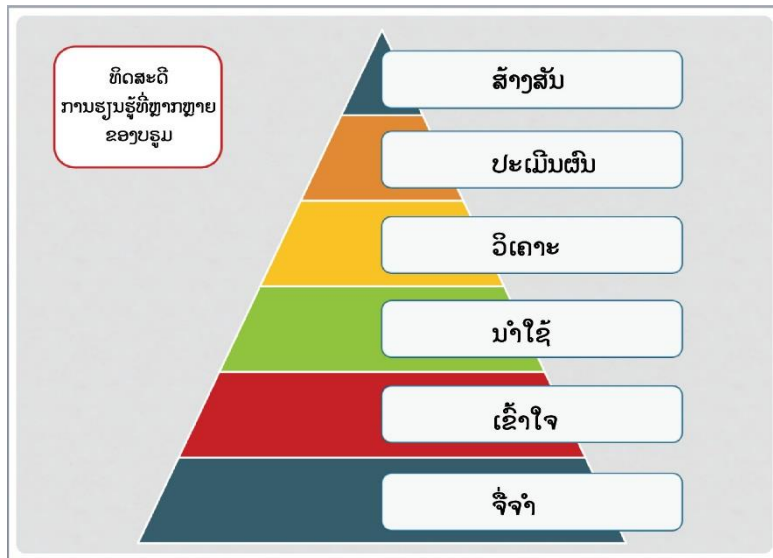 ທິດສະດີ
ການຮຽນຮູ້ທີ່ຫຼາກຫຼາຍ
ຂອງບຣູມ
ສ້າງສັນ
ປະເມີນຜົນ
ວິເຄາະ
ນຳໃຊ້
ເຂົ້າໃຈ
ຈື່ຈຳ